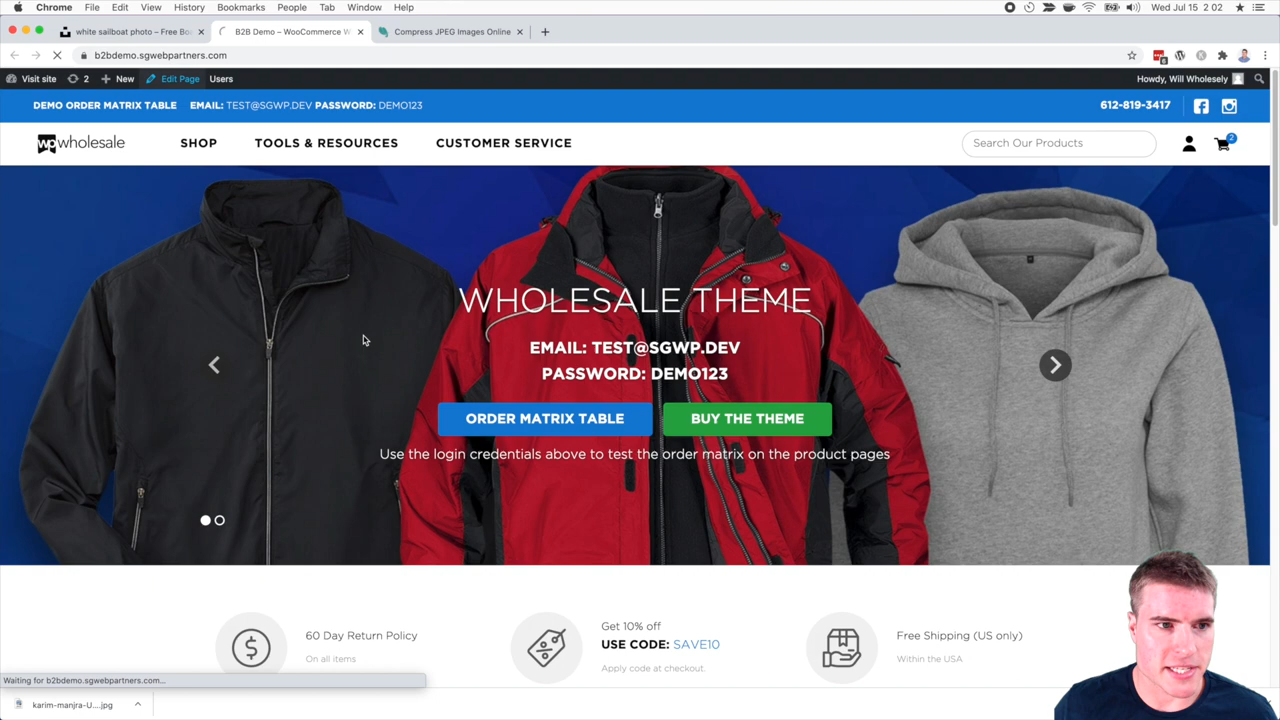 Chrome File Edit View History Bookmarks People Tab Window Help Wed Jul 15 2 02
white sailboat photo – Free Bo B2B Demo – WooCommerce W Compress JPEG Images Online
b2bdemo.sgwebpartners.com
Visit site 2 New Edit Page Users Howdy, Will Wholesely
DEMO ORDER MATRIX TABLE EMAIL: TEST@SGWP.DEV PASSWORD: DEMO123 612-819-3417
wpwholesale SHOP TOOLS & RESOURCES CUSTOMER SERVICE Search Our Products 2
WHOLESALE THEME
EMAIL: TEST@SGWP.DEV
PASSWORD: DEMO123
ORDER MATRIX TABLE BUY THE THEME
Use the login credentials above to test the order matrix on the product pages
60 Day Return Policy
On all items
Get 10% off
USE CODE: SAVE10
Apply code at checkout.
Free Shipping (US only)
Within the USA
Waiting for b2bdemo.sgwebpartners.com...
karim-manjra-U....jpg